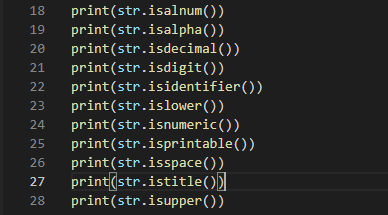 18 print(str.isalnum())
19 print(str.isalpha())
20 print(str.isdecimal())
21 print(str.isdigit())
22 print(str.isidentifier())
23 print(str.islower())
24 print(str.isnumeric())
25 print(str.isprintable())
26 print(str.isspace())
27 print(str.istitle())
28 print(str.isupper())